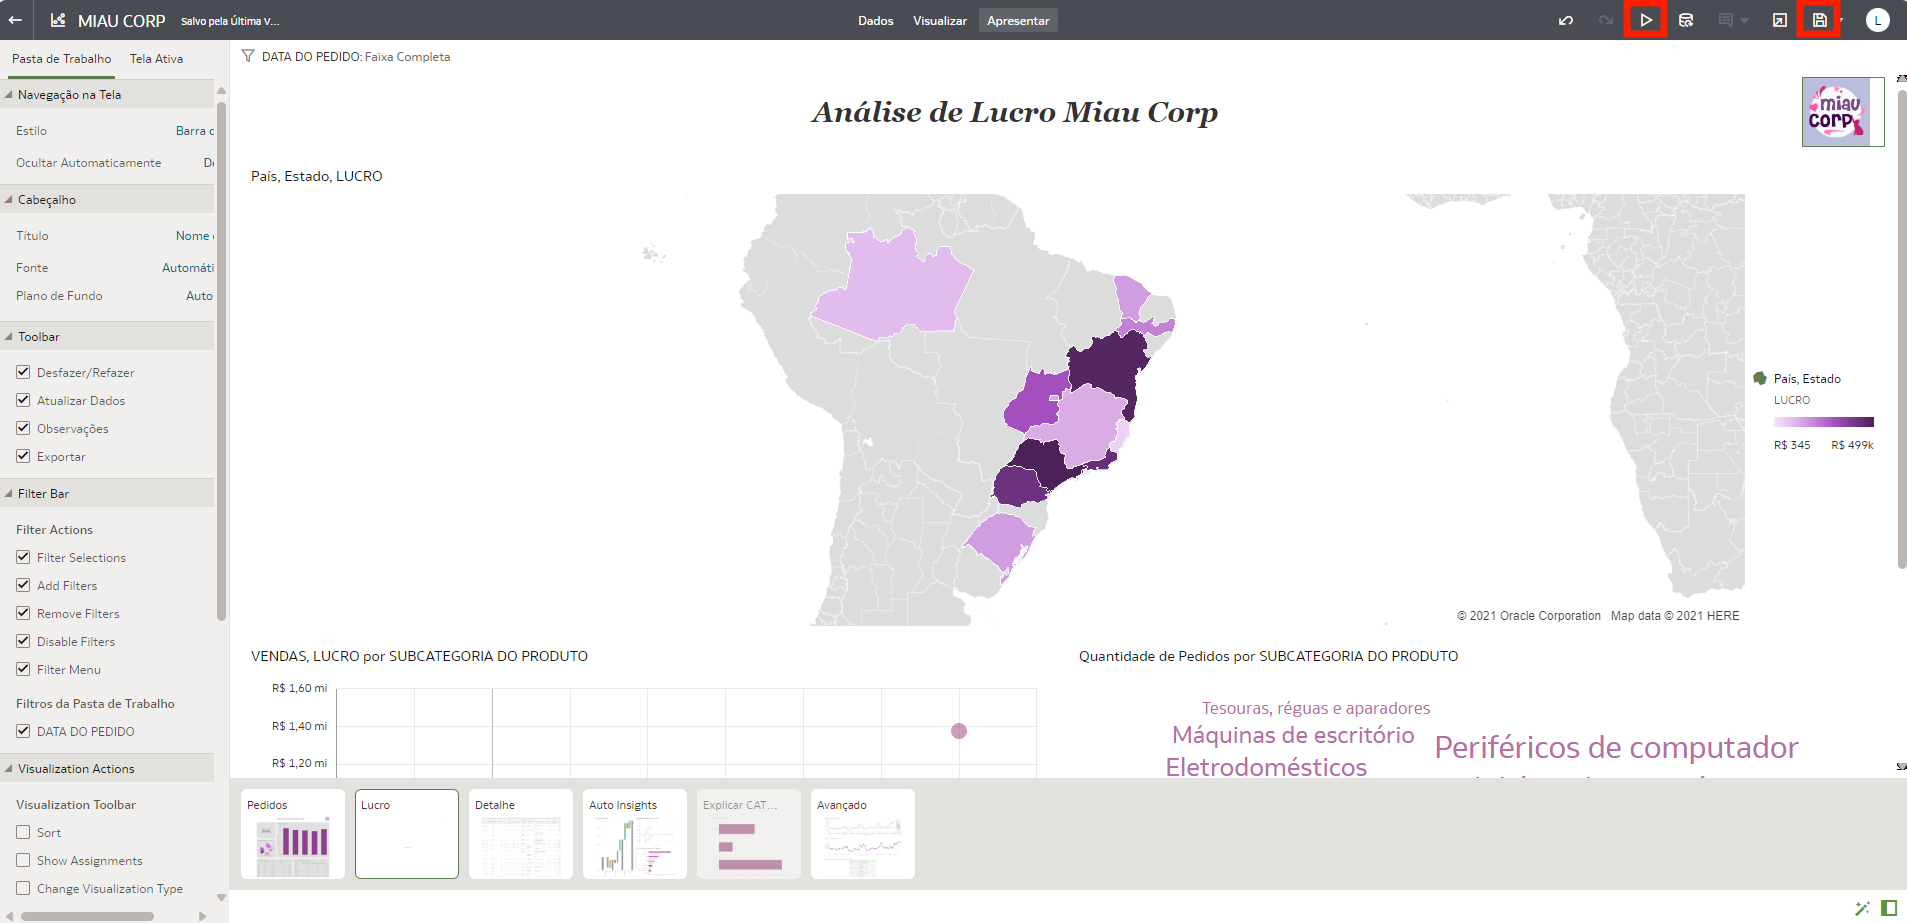 MIAU CORP
Salvo pela Última V...
Dados
Visualizar
Apresentar
L
Pasta de Trabalho
Tela Ativa
Navegação na Tela
Estilo
Barra
Ocultar Automaticamente
Cabeçalho
Título
Nome
Fonte
Automáti
Plano de Fundo
Auto
Toolbar
Desfazer/Refazer
Atualizar Dados
Observações
Exportar
Filter Bar
Filter Actions
Filter Selections
Add Filters
Remove Filters
Disable Filters
Filter Menu
Filtros da Pasta de Trabalho
DATA DO PEDIDO
Visualization Actions
Visualization Toolbar
Sort
Show Assignments
Change Visualization Type
DATA DO PEDIDO: Faixa Completa
Análise de Lucro Miau Corp
miau
corp
País, Estado, LUCRO
País, Estado
LUCRO
R$ 345
R$ 499k
© 2021 Oracle Corporation Map data © 2021 HERE
VENDAS, LUCRO por SUBCATEGORIA DO PRODUTO
R$ 1,60 mi
R$ 1,40 mi
R$ 1,20 mi
Quantidade de Pedidos por SUBCATEGORIA DO PRODUTO
Tesouras, réguas e aparadores
Máquinas de escritório
Periféricos de computador
Eletrodomésticos
Pedidos
Lucro
Detalhe
Auto Insights
Explicar CAT...
Avançado